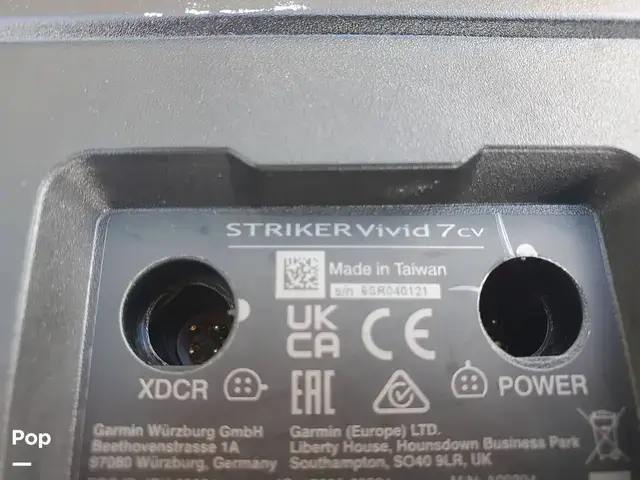 STRIKER Vivid 7cv
Made in Taiwan
s/n 6SR040121
UK
CA
CE
EAC
XDCR
POWER
Garmin Würzburg GmbH
Beethovenstrasse 1A
97080 Würzburg, Germany
Garmin (Europe) LTD.
Liberty House, Hounsdown Business Park
Southampton, SO40 9LR, UK
Pop